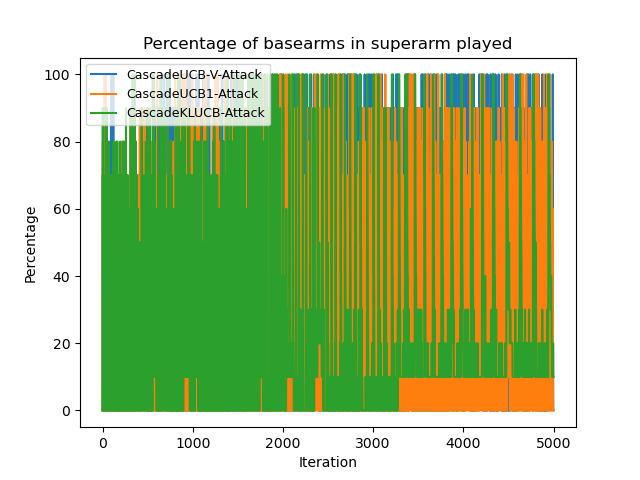 Percentage of basearms in superarm played
CascadeUCB-V-Attack
CascadeUCB1-Attack
CascadeKLUCB-Attack
100
80
60
40
20
0
Percentage
0 1000 2000 3000 4000 5000
Iteration